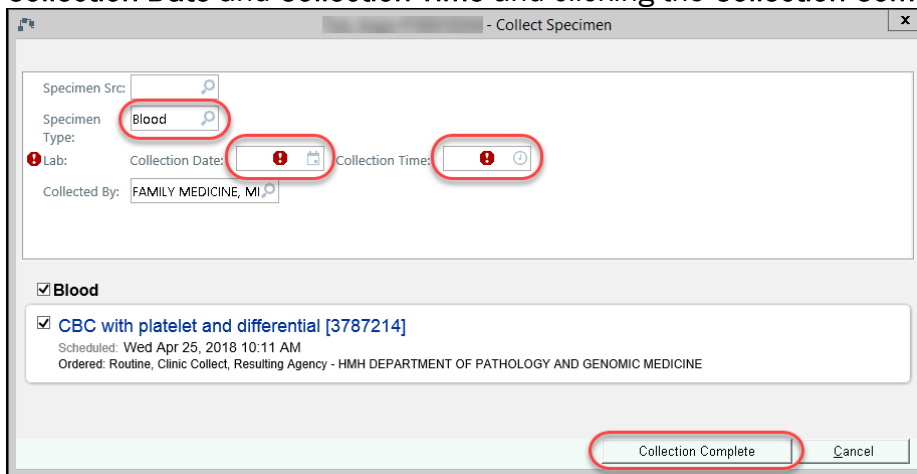 Collection Date and Collection Time and clicking the Collection Com
- Collect Specimen x
Specimen Src:
Specimen Type: Blood
Lab: Collection Date: Collection Time:
Collected By: FAMILY MEDICINE, MI
Blood
CBC with platelet and differential [3787214]
Scheduled: Wed Apr 25, 2018 10:11 AM
Ordered: Routine, Clinic Collect, Resulting Agency - HMH DEPARTMENT OF PATHOLOGY AND GENOMIC MEDICINE
Collection Complete Cancel